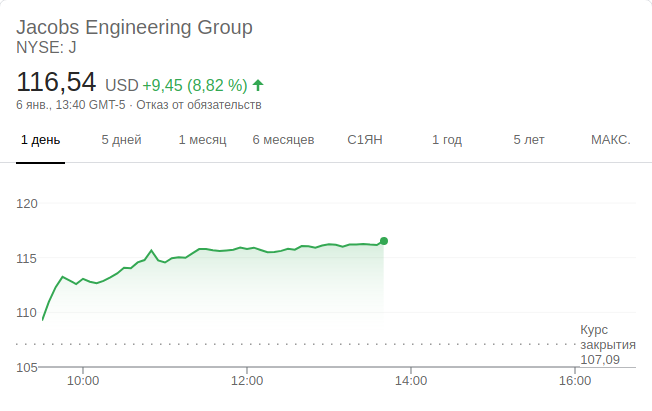 Jacobs Engineering Group
NYSE: J
116,54 USD +9,45 (8,82 %)
6 янв., 13:40 GMT-5 · Отказ от обязательств
1 день 5 дней 1 месяц 6 месяцев С1ЯН 1 год 5 лет МАКС.
120
115
110
Курс
закрытия
107,09
105
10:00 12:00 14:00 16:00